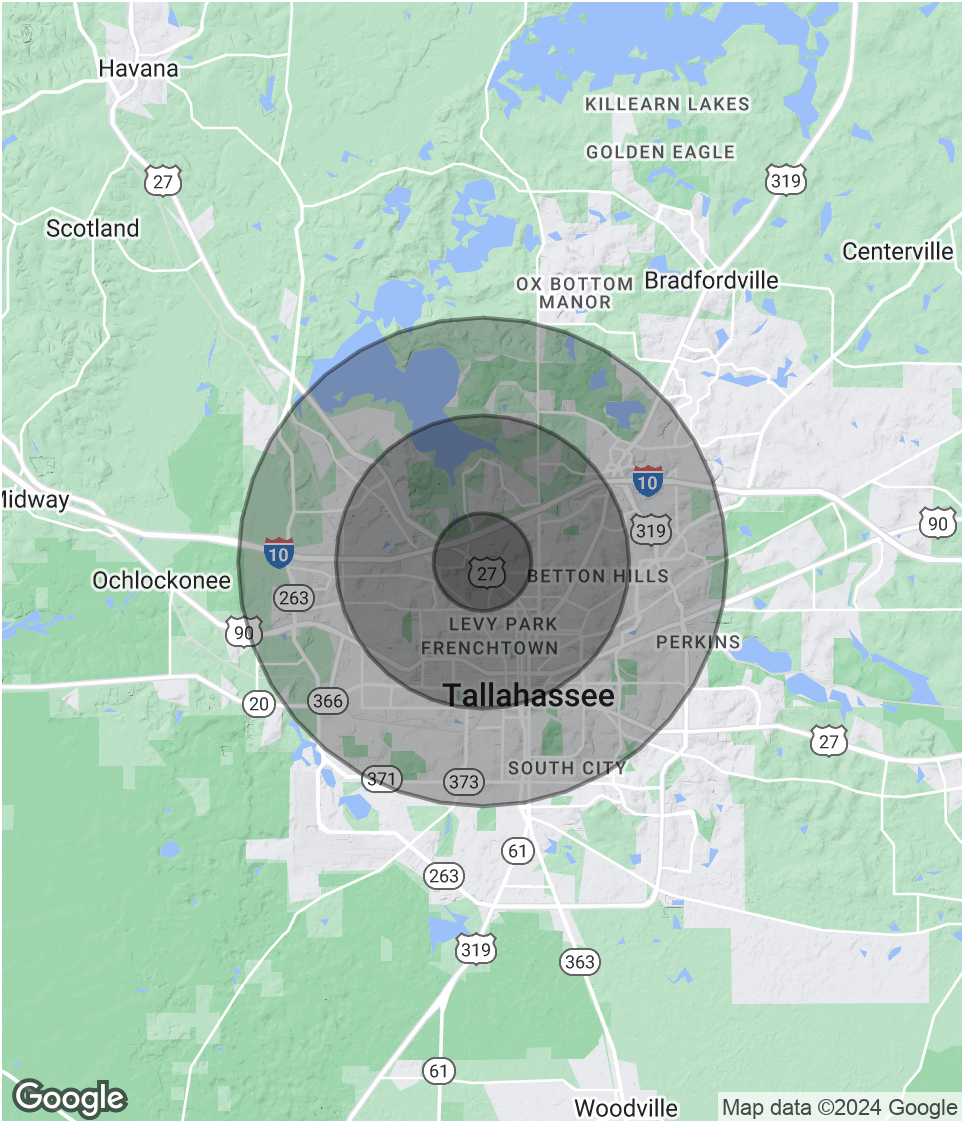 Havana
KILLEARN LAKES
GOLDEN EAGLE
27
319
Scotland
Centerville
OX BOTTOM
MANOR
Bradfordville
10
Midway
319
90
10
Ochlockonee
27
BETTON HILLS
263
LEVY PARK
90
FRENCHTOWN
PERKINS
Tallahassee
20
366
27
SOUTH CITY
371
373
61
263
319
363
61
Google
Woodville
Map data ©2024 Google